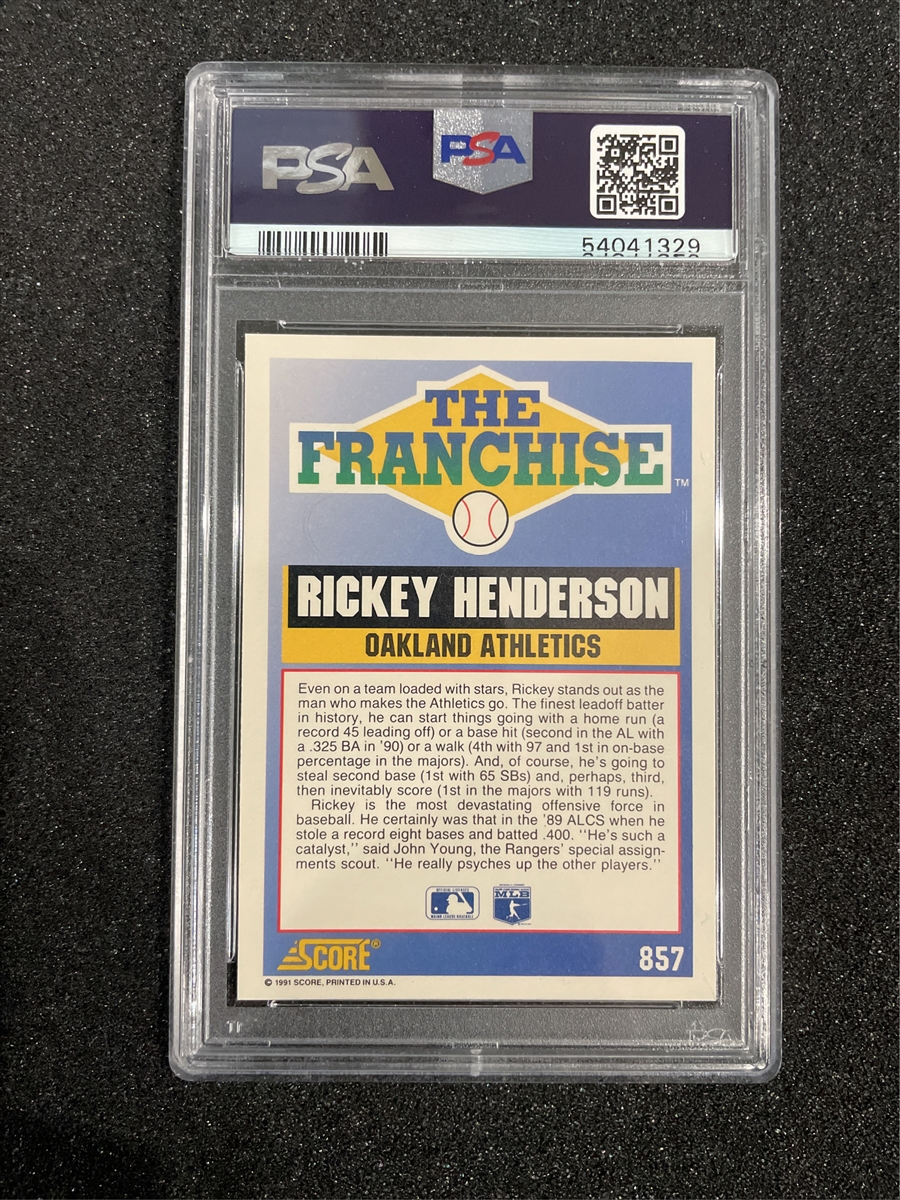 PSA
PSA
54041329
THE
FRANCHISE™
RICKEY HENDERSON
OAKLAND ATHLETICS
Even on a team loaded with stars, Rickey stands out as the
man who makes the Athletics go. The finest leadoff batter
in history, he can start things going with a home run (a
record 45 leading off) or a base hit (second in the AL with
a .325 BA in '90) or a walk (4th with 97 and 1st in on-base
percentage in the majors). And, of course, he's going to
steal second base (1st with 65 SBs) and, perhaps, third,
then inevitably score (1st in the majors with 119 runs).
Rickey is the most devastating offensive force in
baseball. He certainly was that in the '89 ALCS when he
stole a record eight bases and batted .400. "He's such a
catalyst," said John Young, the Rangers' special assign-
ments scout. "He really psyches up the other players."
OFFICIAL LICENSEE
MAJOR LEAGUE BASEBALL
MLB
SCORE® 857
© 1991 SCORE, PRINTED IN U.S.A.
PSA